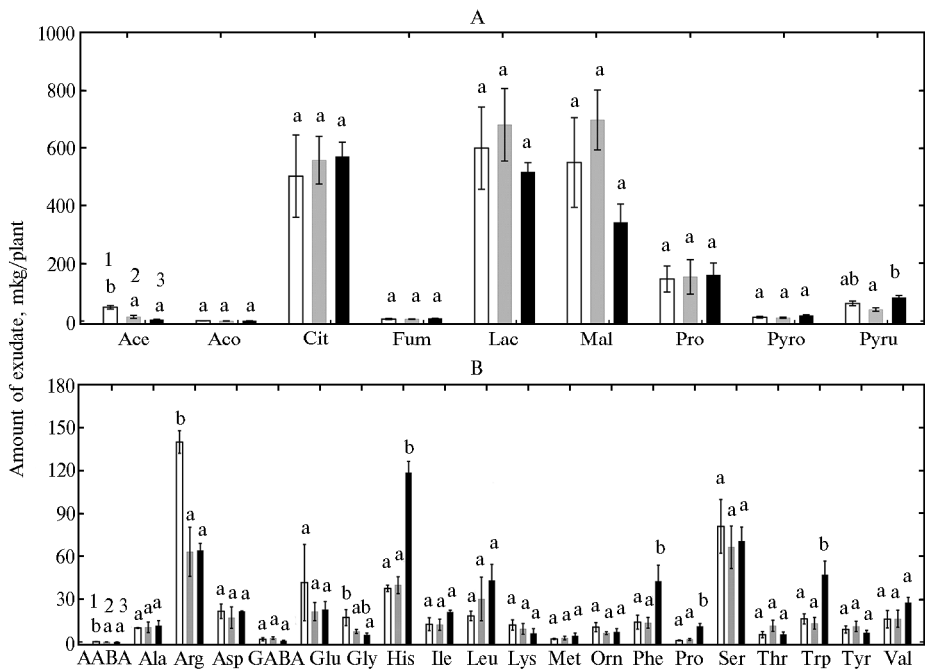 A
Amount of exudate, mkg/plant
1000
800
600
400
200
0
1 2 3
b a a
a a a
a a a
a a a
a a a
a a a
a a a
a a a
ab a b
Ace Aco Cit Fum Lac Mal Pro Pyro Pyru
B
180
150
120
90
60
30
0
1 2 3
b a a
a a a
b a a
a a a
a a a
a a a
b ab a
a a b
a a a
a a a
a a a
a a a
a a a
a a b
a a b
a a a
a a a
a a b
a a a
a a a
AABA Ala Arg Asp GABA Glu Gly His Ile Leu Lys Met Orn Phe Pro Ser Thr Trp Tyr Val